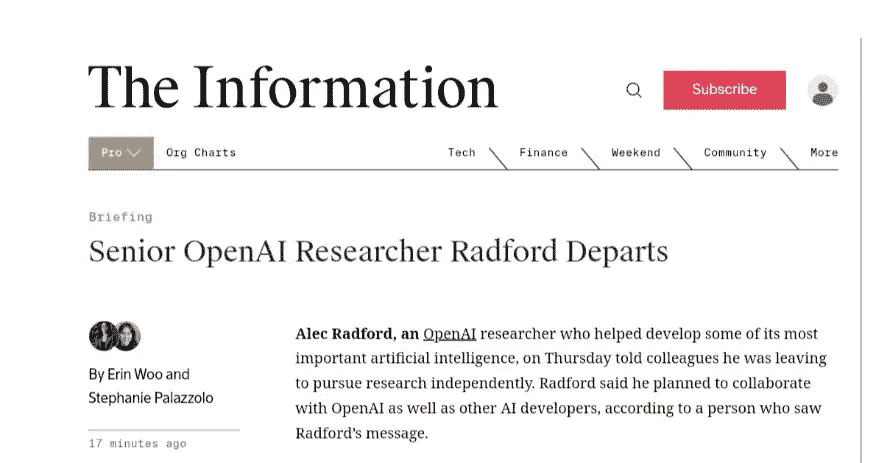 The Information
Subscribe
Pro
Org Charts
Tech
Finance
Weekend
Community
More
Briefing
Senior OpenAI Researcher Radford Departs
By Erin Woo and
Stephanie Palazzolo
17 minutes ago
Alec Radford, an OpenAI researcher who helped develop some of its most
important artificial intelligence, on Thursday told colleagues he was leaving
to pursue research independently. Radford said he planned to collaborate
with OpenAI as well as other AI developers, according to a person who saw
Radford’s message.